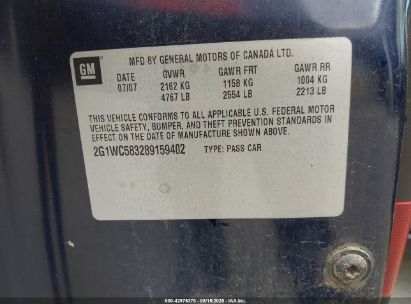 GM
MFD BY GENERAL MOTORS OF CANADA LTD.
DATE GVWR GAWR FRT GAWR RR
07/07 2162 KG 1158 KG 1004 KG
4767 LB 2554 LB 2213 LB
THIS VEHICLE CONFORMS TO ALL APPLICABLE U.S. FEDERAL MOTOR
VEHICLE SAFETY, BUMPER, AND THEFT PREVENTION STANDARDS IN
EFFECT ON THE DATE OF MANUFACTURE SHOWN ABOVE.
2G1WC583289159402 TYPE: PASS CAR